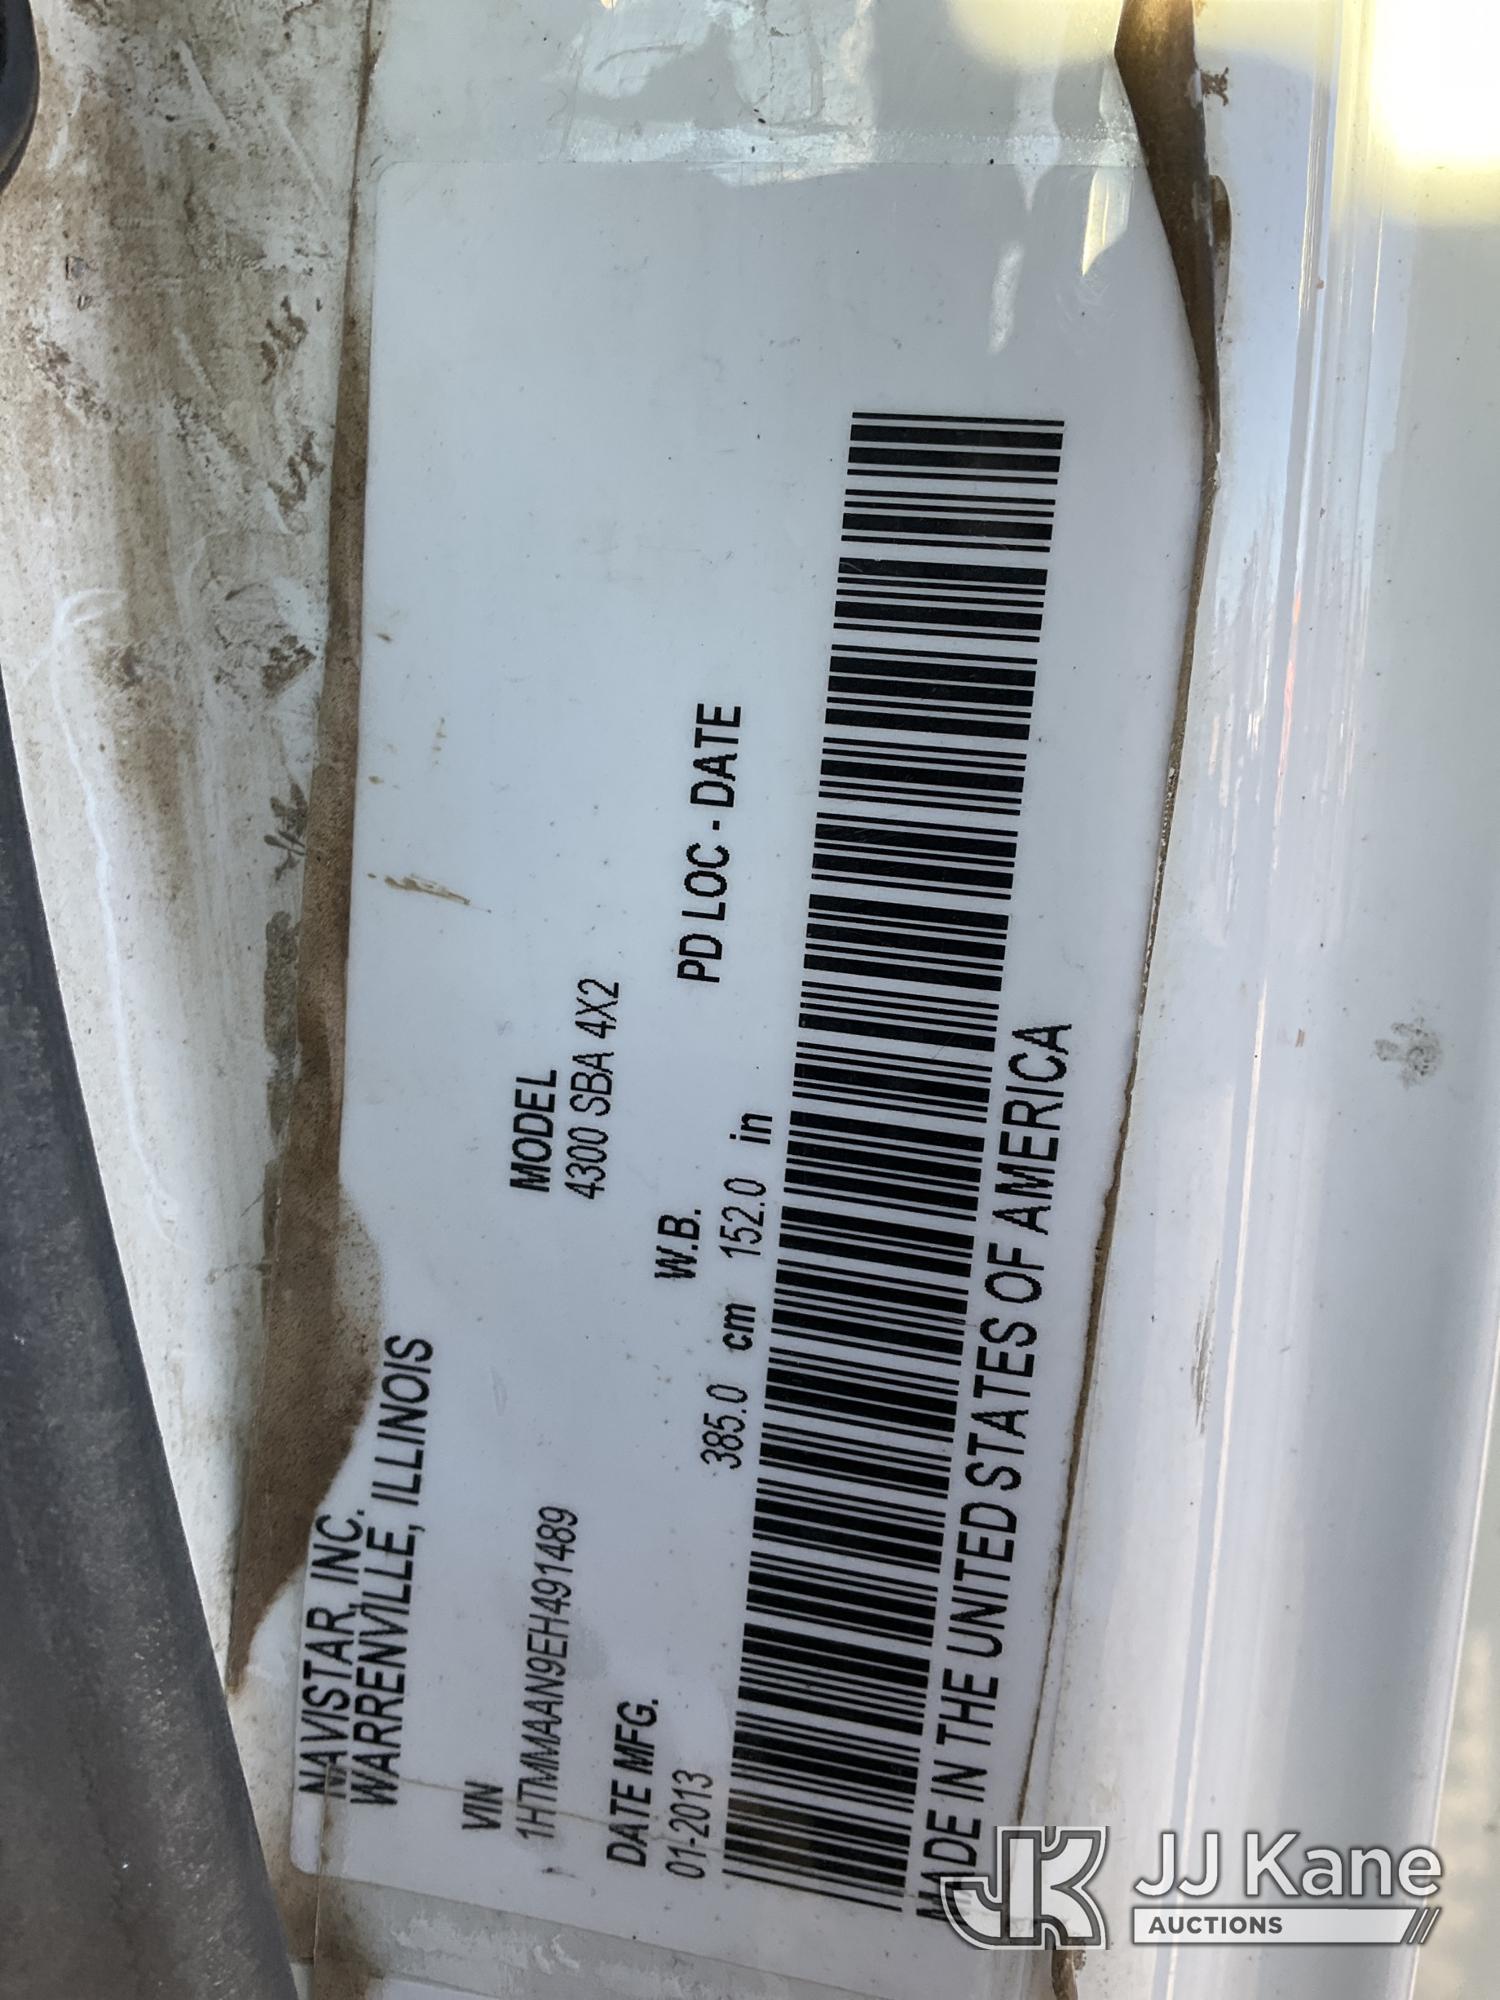 NAVISTAR, INC.
WARRENVILLE, ILLINOIS
VIN
1HTMMAAN9EH491489
MODEL
4300 SBA 4X2
DATE MFG.
01-2013
W.B.
385.0 cm 152.0 in
PD LOC - DATE
MADE IN THE UNITED STATES OF AMERICA
JK
JJ Kane
AUCTIONS